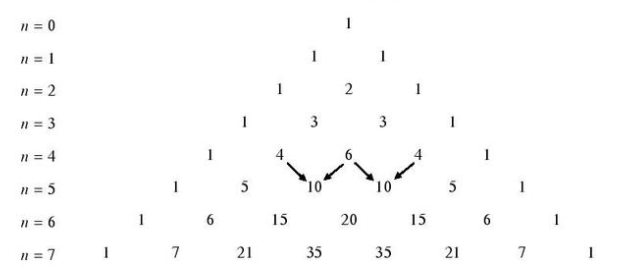 n = 0 1
n = 1 1 1
n = 2 1 2 1
n = 3 1 3 3 1
n = 4 1 4 6 4 1
n = 5 1 5 10 10 5 1
n = 6 1 6 15 20 15 6 1
n = 7 1 7 21 35 35 21 7 1